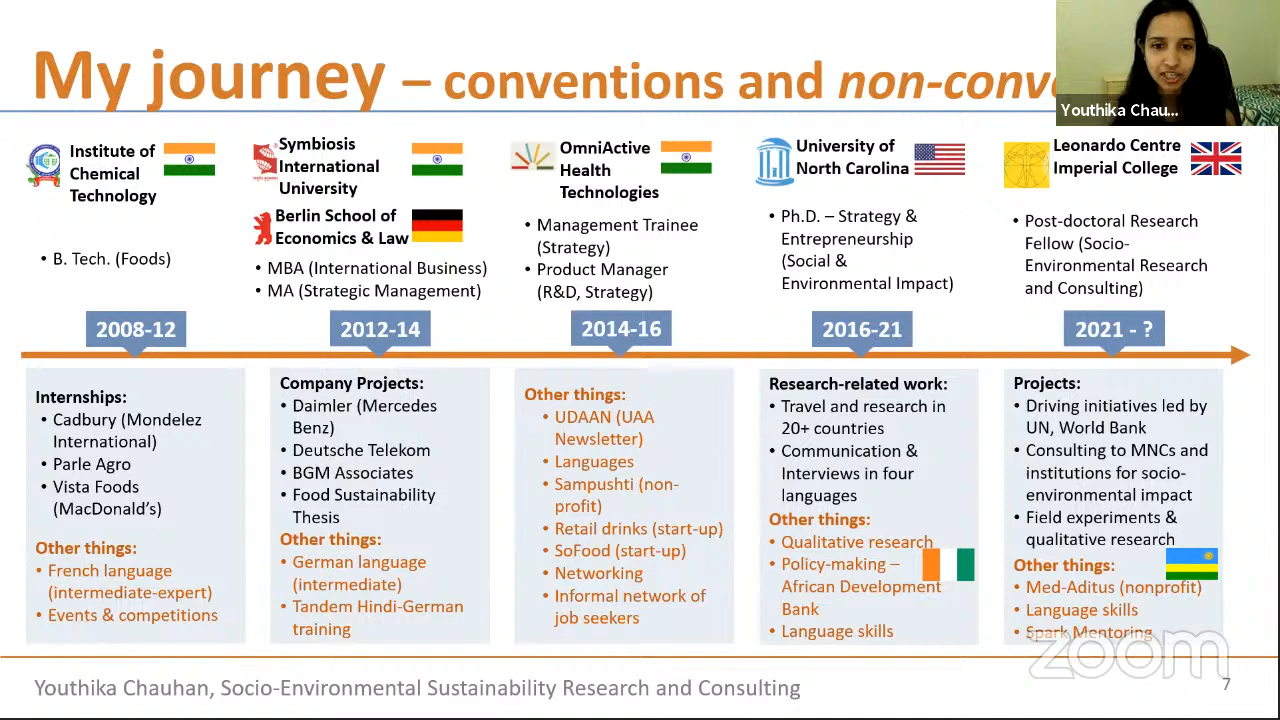 My journey – conventions and non-conv
Youthika Chau...
Institute of
Chemical
Technology
• B. Tech. (Foods)
Symbiosis
International
University
Berlin School of
Economics & Law
• MBA (International Business)
• MA (Strategic Management)
OmniActive
Health
Technologies
• Management Trainee
(Strategy)
• Product Manager
(R&D, Strategy)
University of
North Carolina
• Ph.D. – Strategy &
Entrepreneurship
(Social &
Environmental Impact)
Leonardo Centre
Imperial College
• Post-doctoral Research
Fellow (Socio-
Environmental Research
and Consulting)
2008-12
2012-14
2014-16
2016-21
2021 - ?
Internships:
• Cadbury (Mondelez
International)
• Parle Agro
• Vista Foods
(MacDonald's)
Other things:
• French language
(intermediate-expert)
• Events & competitions
Company Projects:
• Daimler (Mercedes
Benz)
• Deutsche Telekom
• BGM Associates
• Food Sustainability
Thesis
Other things:
• German language
(intermediate)
• Tandem Hindi-German
training
Other things:
• UDAAN (UAA
Newsletter)
• Languages
• Sampushti (non-
profit)
• Retail drinks (start-up)
• SoFood (start-up)
• Networking
• Informal network of
job seekers
Research-related work:
• Travel and research in
20+ countries
• Communication &
Interviews in four
languages
Other things:
• Qualitative research
• Policy-making –
African Development
Bank
• Language skills
Projects:
• Driving initiatives led by
UN, World Bank
• Consulting to MNCs and
institutions for socio-
environmental impact
• Field experiments &
qualitative research
Other things:
• Med-Aditus (nonprofit)
• Language skills
• Spark Mentoring
zoom
Youthika Chauhan, Socio-Environmental Sustainability Research and Consulting
7